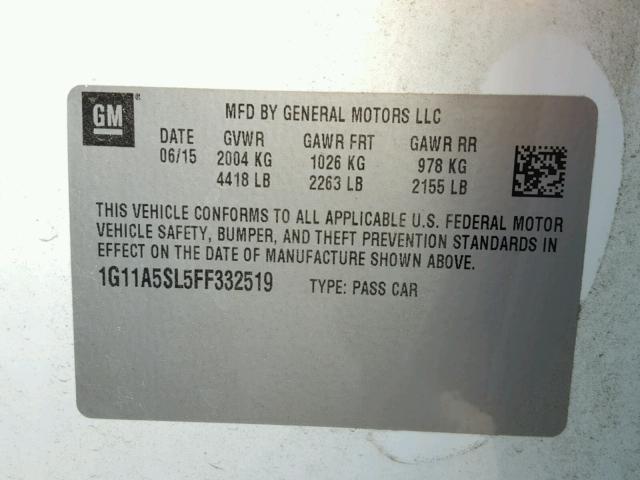 GM ®
MFD BY GENERAL MOTORS LLC
DATE GVWR GAWR FRT GAWR RR
06/15 2004 KG 1026 KG 978 KG
4418 LB 2263 LB 2155 LB
THIS VEHICLE CONFORMS TO ALL APPLICABLE U.S. FEDERAL MOTOR
VEHICLE SAFETY, BUMPER, AND THEFT PREVENTION STANDARDS IN
EFFECT ON THE DATE OF MANUFACTURE SHOWN ABOVE.
1G11A5SL5FF332519 TYPE: PASS CAR